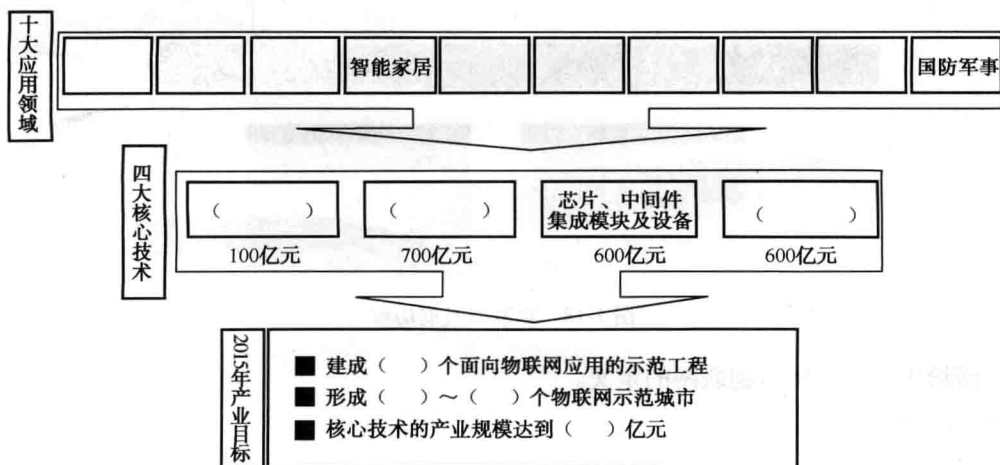 十大应用领域
智能家居
国防军事
四大核心技术
（ ）
（ ）
芯片、中间件
集成模块及设备
（ ）
100亿元
700亿元
600亿元
600亿元
2015年产业目标
■ 建成（ ）个面向物联网应用的示范工程
■ 形成（ ）～（ ）个物联网示范城市
■ 核心技术的产业规模达到（ ）亿元